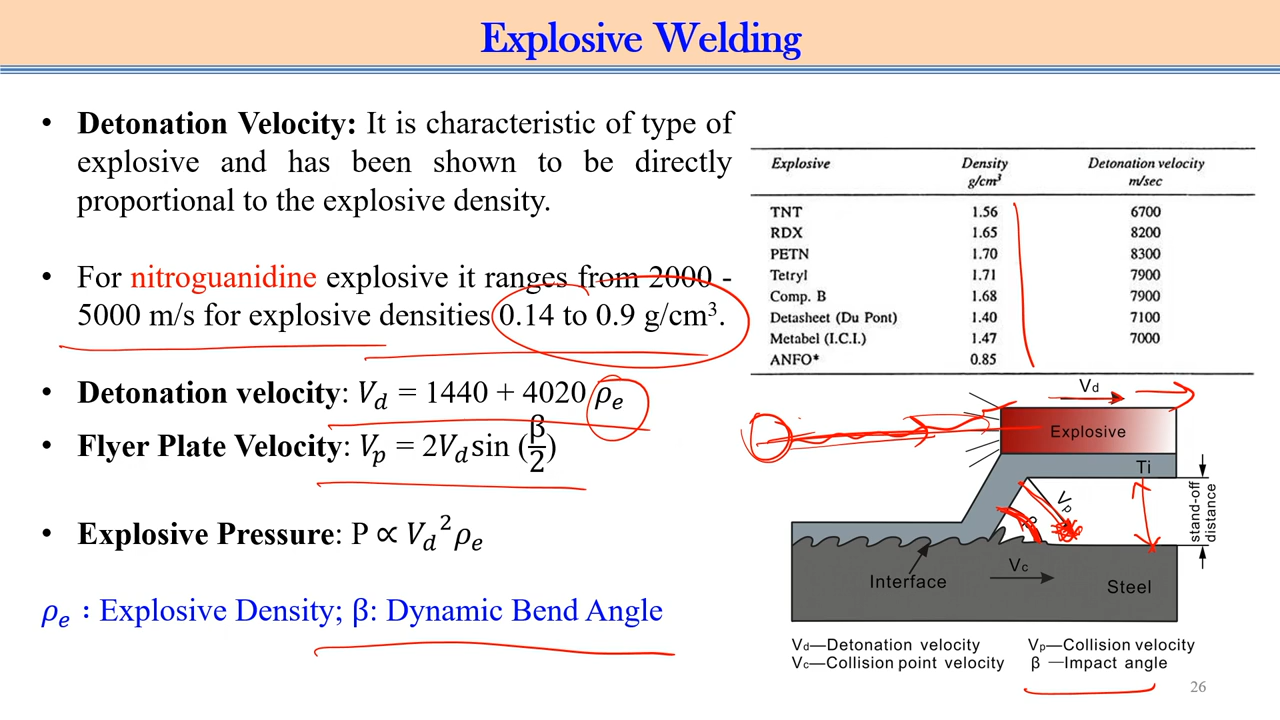 Explosive Welding
• Detonation Velocity: It is characteristic of type of
explosive and has been shown to be directly
proportional to the explosive density.
• For nitroguanidine explosive it ranges from 2000 -
5000 m/s for explosive densities 0.14 to 0.9 g/cm³.
• Detonation velocity: V_d = 1440 + 4020 ρ_e
• Flyer Plate Velocity: V_p = 2V_d sin (β/2)
• Explosive Pressure: P ∝ V_d²ρ_e
ρ_e : Explosive Density; β: Dynamic Bend Angle
Explosive Density Detonation velocity
g/cm³ m/sec
TNT 1.56 6700
RDX 1.65 8200
PETN 1.70 8300
Tetryl 1.71 7900
Comp. B 1.68 7900
Detasheet (Du Pont) 1.40 7100
Metabel (I.C.I.) 1.47 7000
ANFO* 0.85
Vd
Explosive
Ti
Vp
β
stand-off
distance
Interface
Vc
Steel
Vd—Detonation velocity Vp—Collision velocity
Vc—Collision point velocity β—Impact angle
26